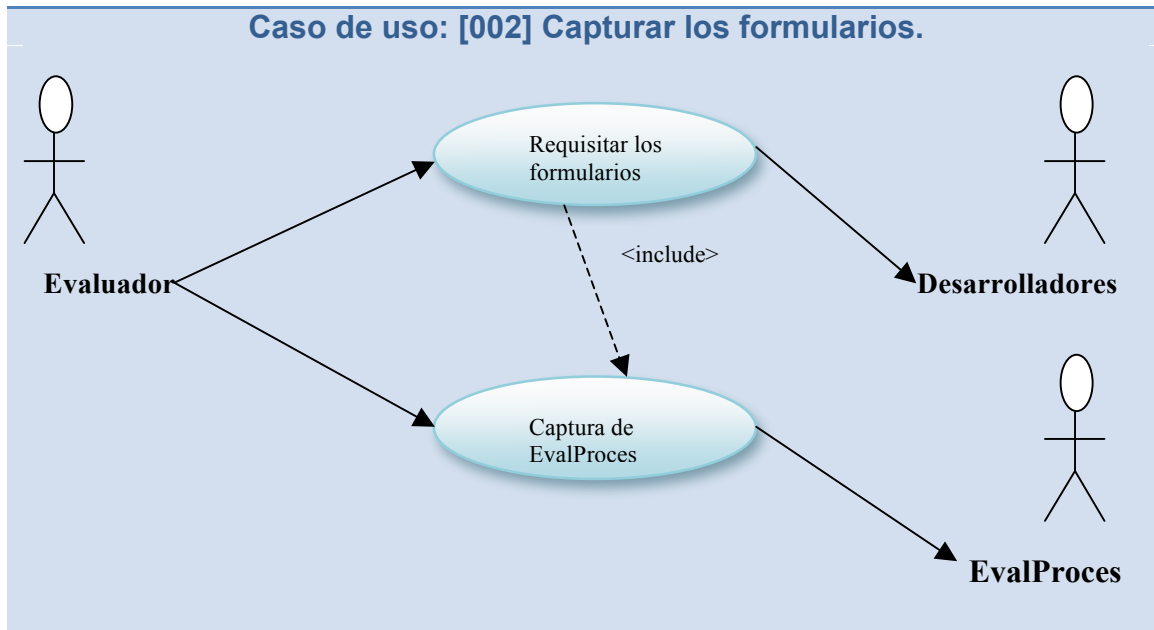 Caso de uso: [002] Capturar los formularios.
Requisitar los
formularios
<include>
Evaluador
Desarrolladores
Captura de
EvalProces
EvalProces